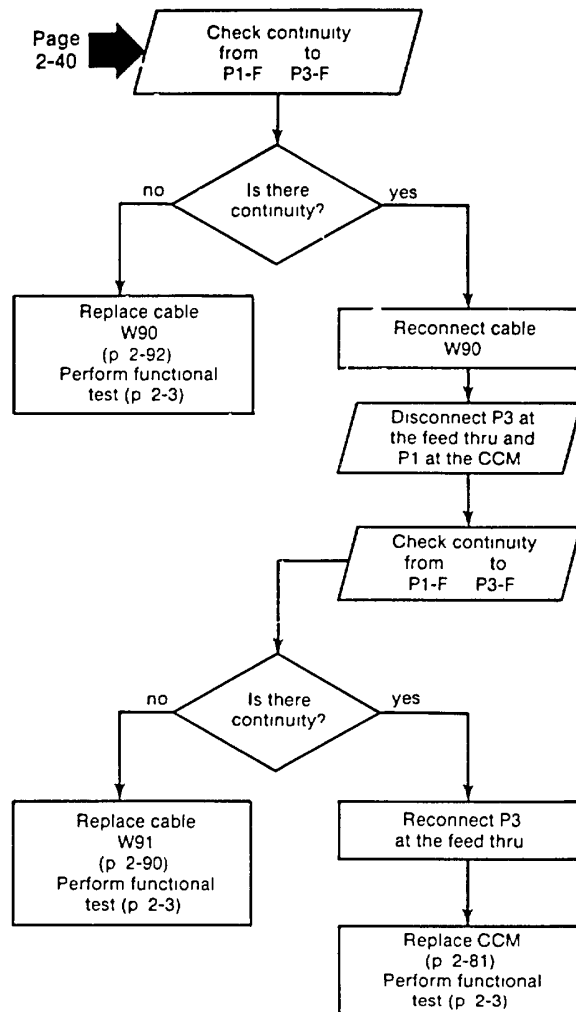 Page
2-40
Check continuity
from to
P1-F P3-F
Is there
continuity?
no
yes
Replace cable
W90
(p 2-92)
Perform functional
test (p 2-3)
Reconnect cable
W90
Disconnect P3 at
the feed thru and
P1 at the CCM
Check continuity
from to
P1-F P3-F
Is there
continuity?
no
yes
Replace cable
W91
(p 2-90)
Perform functional
test (p 2-3)
Reconnect P3
at the feed thru
Replace CCM
(p 2-81)
Perform functional
test (p 2-3)